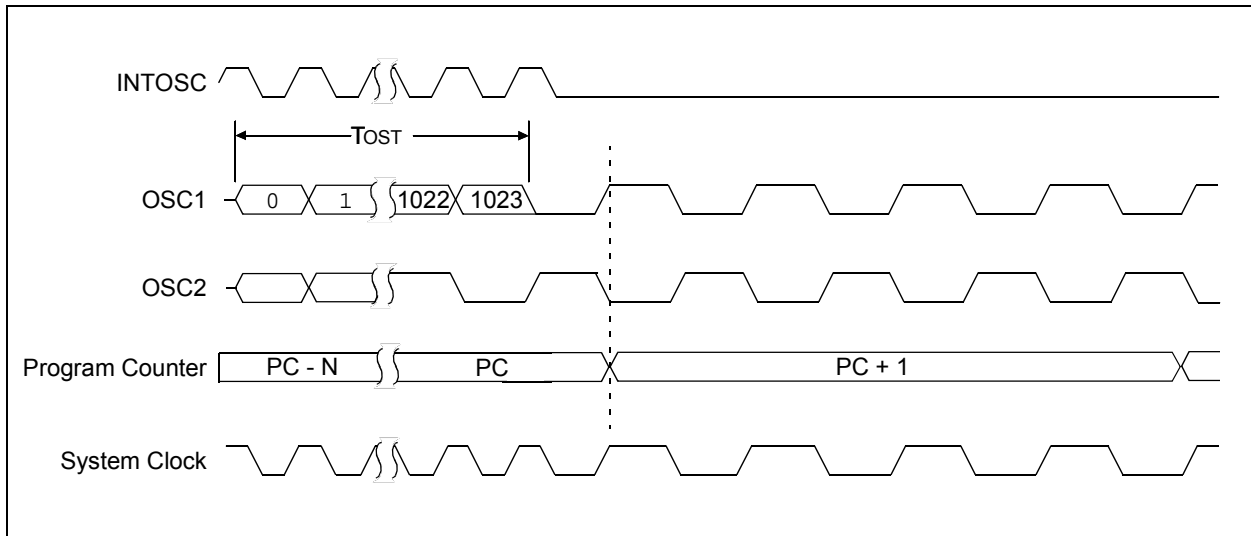 INTOSC
TOST
OSC1 0 1 1022 1023
OSC2
Program Counter PC - N PC PC + 1
System Clock